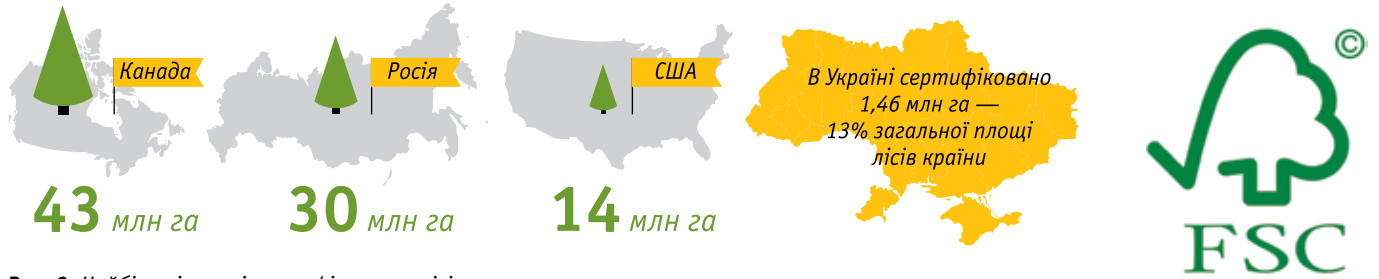 Канада
Росія
США
43 млн га
30 млн га
14 млн га
В Україні сертифіковано
1,46 млн га —
13% загальної площі
лісів країни
©
FSC